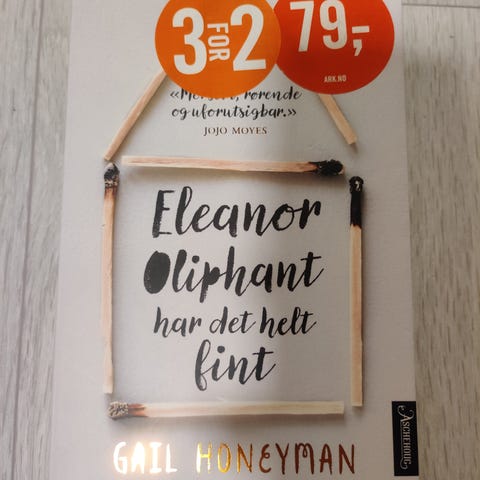 3 FOR 2
79,-
ARK.NO
rørende
og uforutsigbar.»
JOJO MOYES
Eleanor
Oliphant
har det helt
fint
ASCHEHOUG
GAIL HONEYMAN